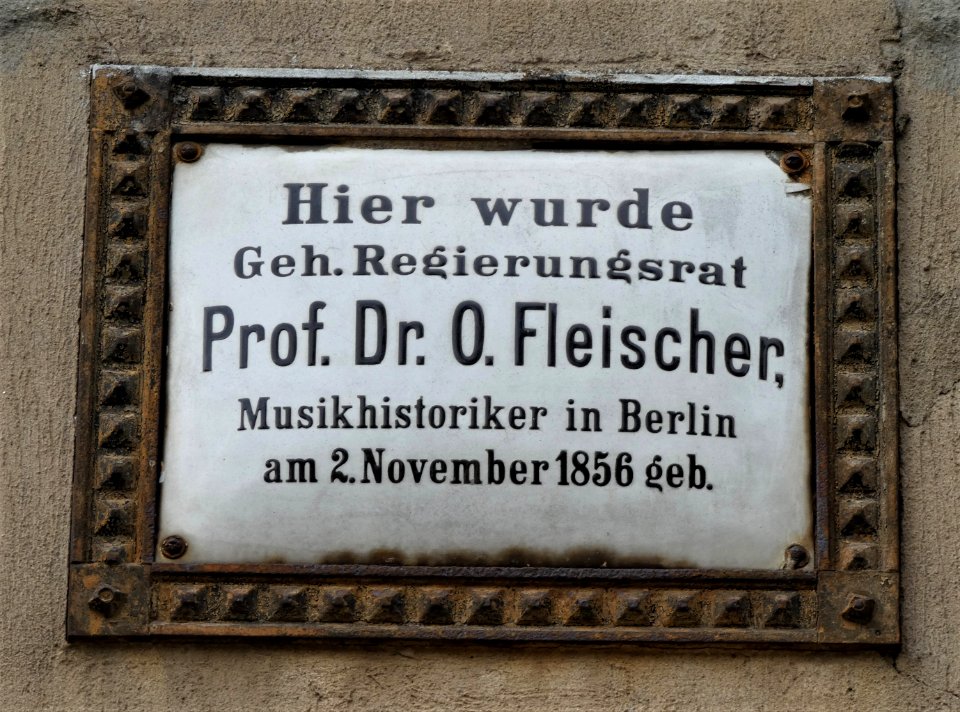 Hier wurde
Geh. Regierungsrat
Prof. Dr. O. Fleischer,
Musikhistoriker in Berlin
am 2. November 1856 geb.